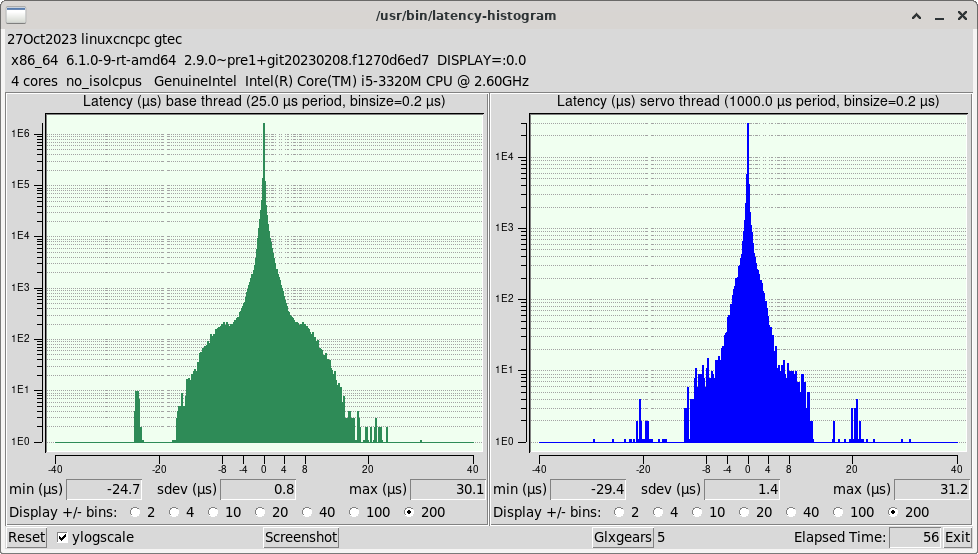 /usr/bin/latency-histogram
27Oct2023 linuxcncpc gtec
x86_64 6.1.0-9-rt-amd64 2.9.0~pre1+git20230208.f1270d6ed7 DISPLAY=:0.0
4 cores no_isolcpus GenuineIntel Intel(R) Core(TM) i5-3320M CPU @ 2.60GHz
Latency (µs) base thread (25.0 µs period, binsize=0.2 µs)
1E6
1E5
1E4
1E3
1E2
1E1
1E0
-40 -20 -8 -4 0 4 8 20 40
min (µs) -24.7 sdev (µs) 0.8 max (µs) 30.1
Display +/- bins: 2 4 10 20 40 100 200
Latency (µs) servo thread (1000.0 µs period, binsize=0.2 µs)
1E4
1E3
1E2
1E1
1E0
-40 -20 -8 -4 0 4 8 20 40
min (µs) -29.4 sdev (µs) 1.4 max (µs) 31.2
Display +/- bins: 2 4 10 20 40 100 200
Reset ylogscale Screenshot Glxgears 5 Elapsed Time: 56 Exit